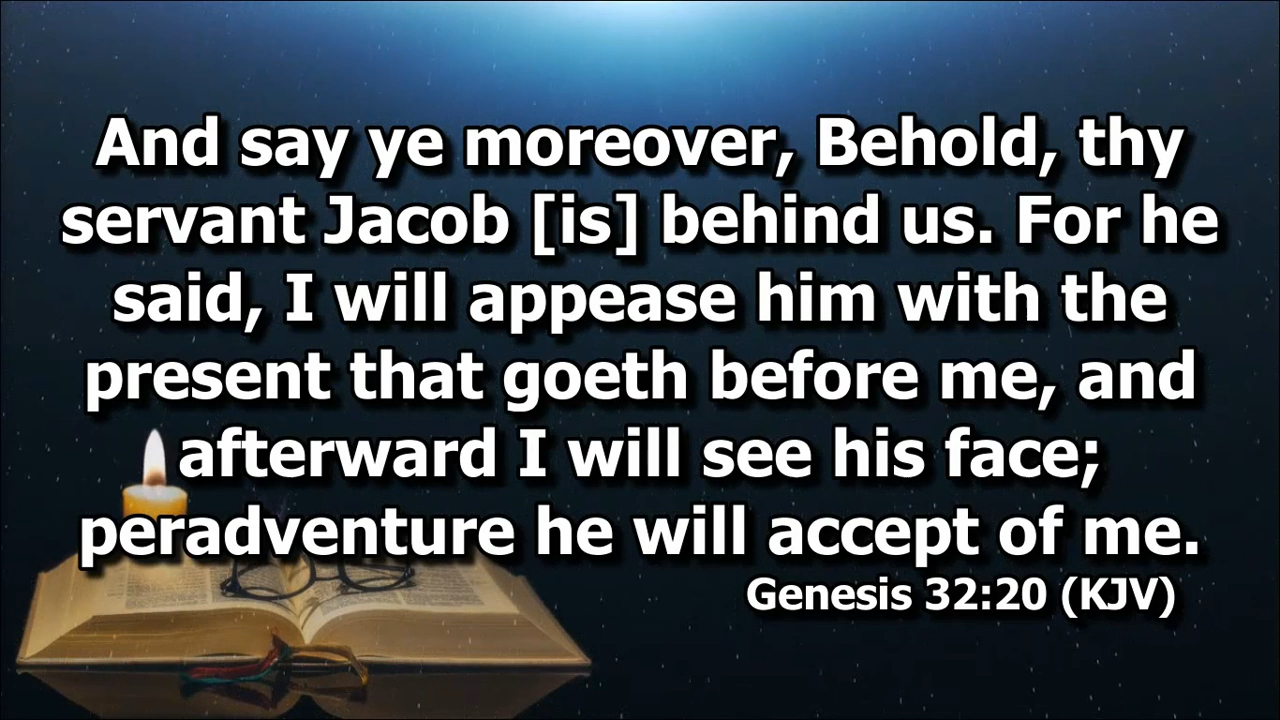 And say ye moreover, Behold, thy
servant Jacob [is] behind us. For he
said, I will appease him with the
present that goeth before me, and
afterward I will see his face;
peradventure he will accept of me.
Genesis 32:20 (KJV)